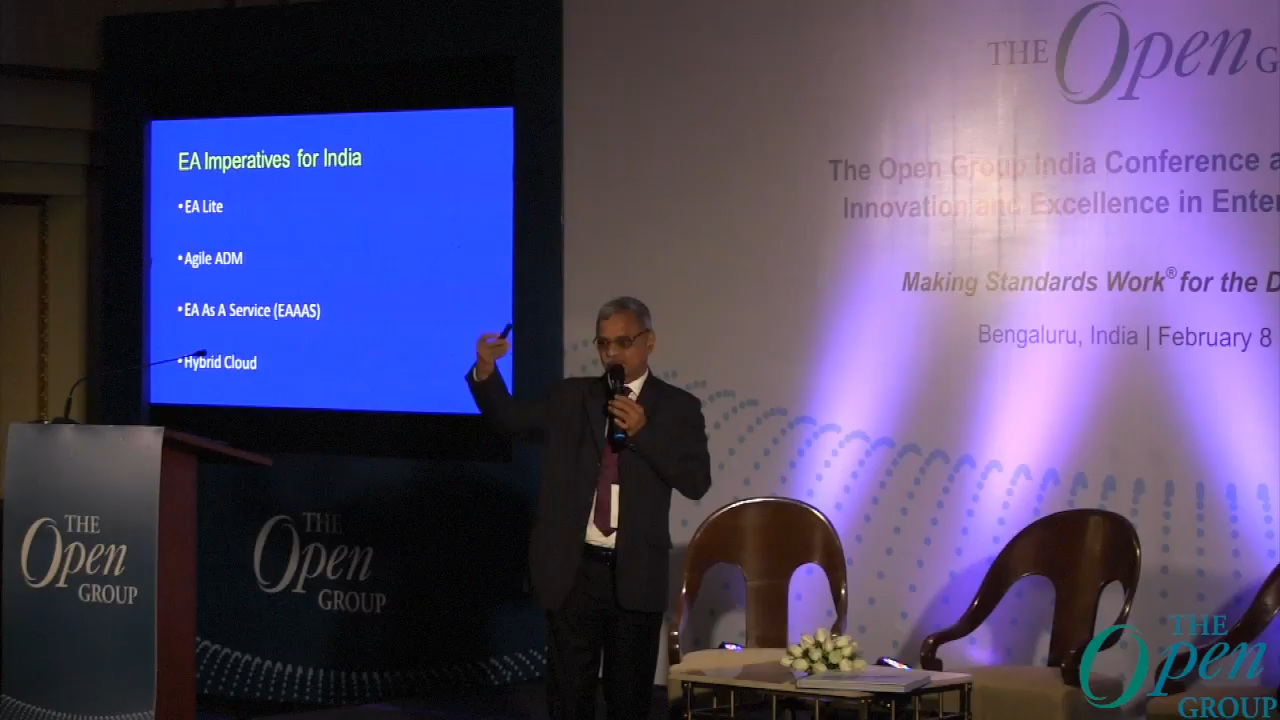 EA Imperatives for India
•EA Lite
•Agile ADM
•EA As A Service (EAAAS)
•Hybrid Cloud
THE Open G
The Open Group India Conference a
Innovation and Excellence in Enter
Making Standards Work® for the D
Bengaluru, India | February 8
THE
Open
GROUP
THE
Open
GROUP
THE
Open
GROUP